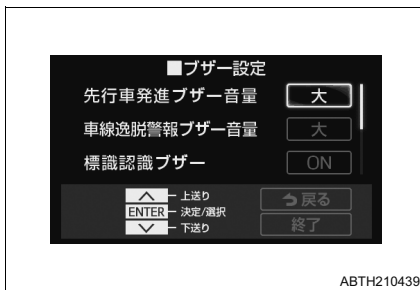 ■ブザー設定
先行車発進ブザー音量 大
車線逸脱警報ブザー音量 大
標識認識ブザー ON
上送り
ENTER 決定/選択
下送り
戻る
終了
ABTH210439